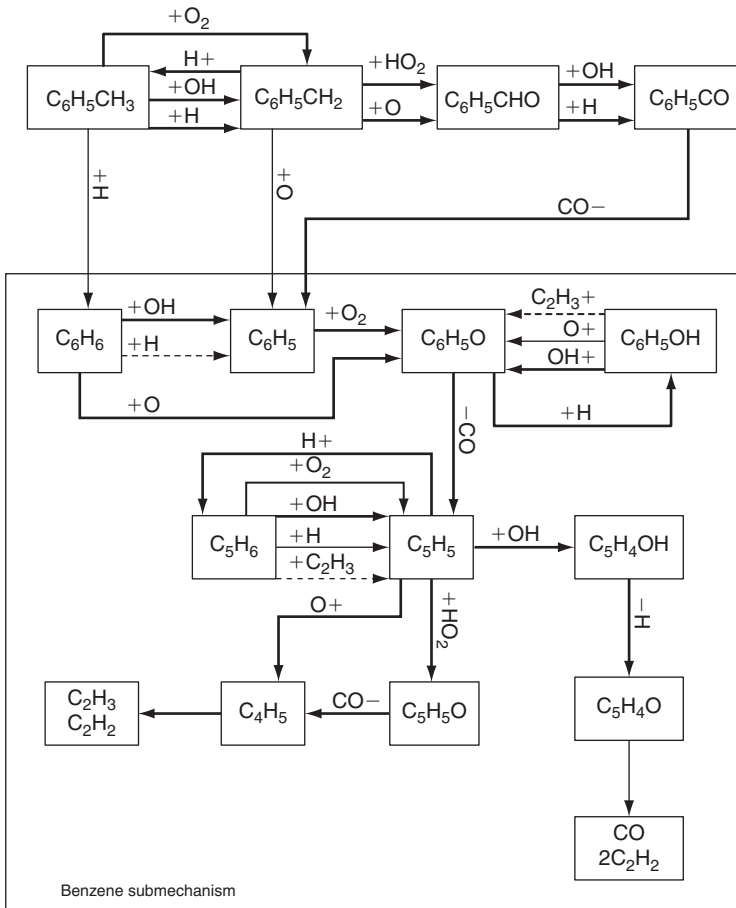 +O₂
H+
+HO₂
+OH
C₆H₅CH₃
+OH
C₆H₅CH₂
C₆H₅CHO
C₆H₅CO
+H
+O
+H
+H
+O
CO−
C₂H₃+
+OH
+O₂
O+
C₆H₆
+H
C₆H₅
C₆H₅O
C₆H₅OH
OH+
+O
+H
−CO
H+
+O₂
+OH
C₅H₆
+H
C₅H₅
+OH
C₅H₄OH
+C₂H₃
O+
+HO₂
−H
C₂H₃
C₂H₂
C₄H₅
CO−
C₅H₅O
C₅H₄O
CO
2C₂H₂
Benzene submechanism